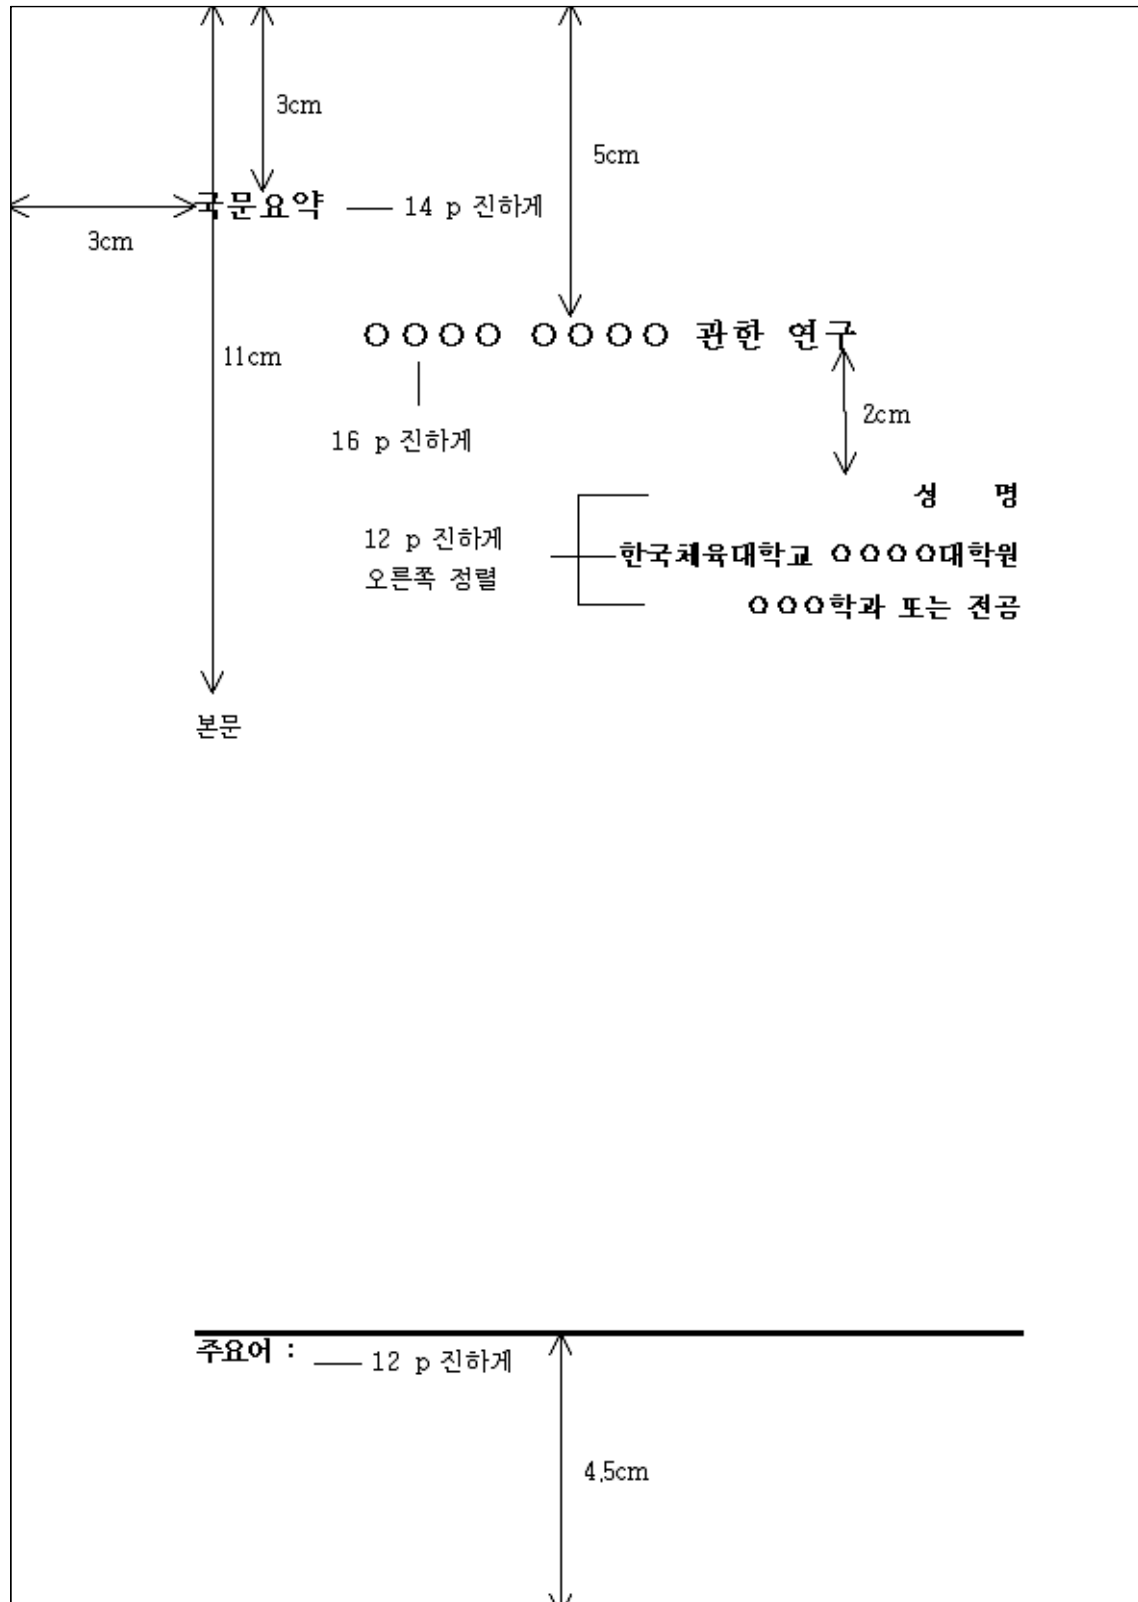 3cm
5cm
국문요약 14 p 진하게
3cm
○○○○ ○○○○ 관한 연구
11cm
2cm
16 p 진하게
성 명
12 p 진하게
오른쪽 정렬
한국체육대학교 ○○○○대학원
○○○학과 또는 전공
본문
주요어 : 12 p 진하게
4.5cm